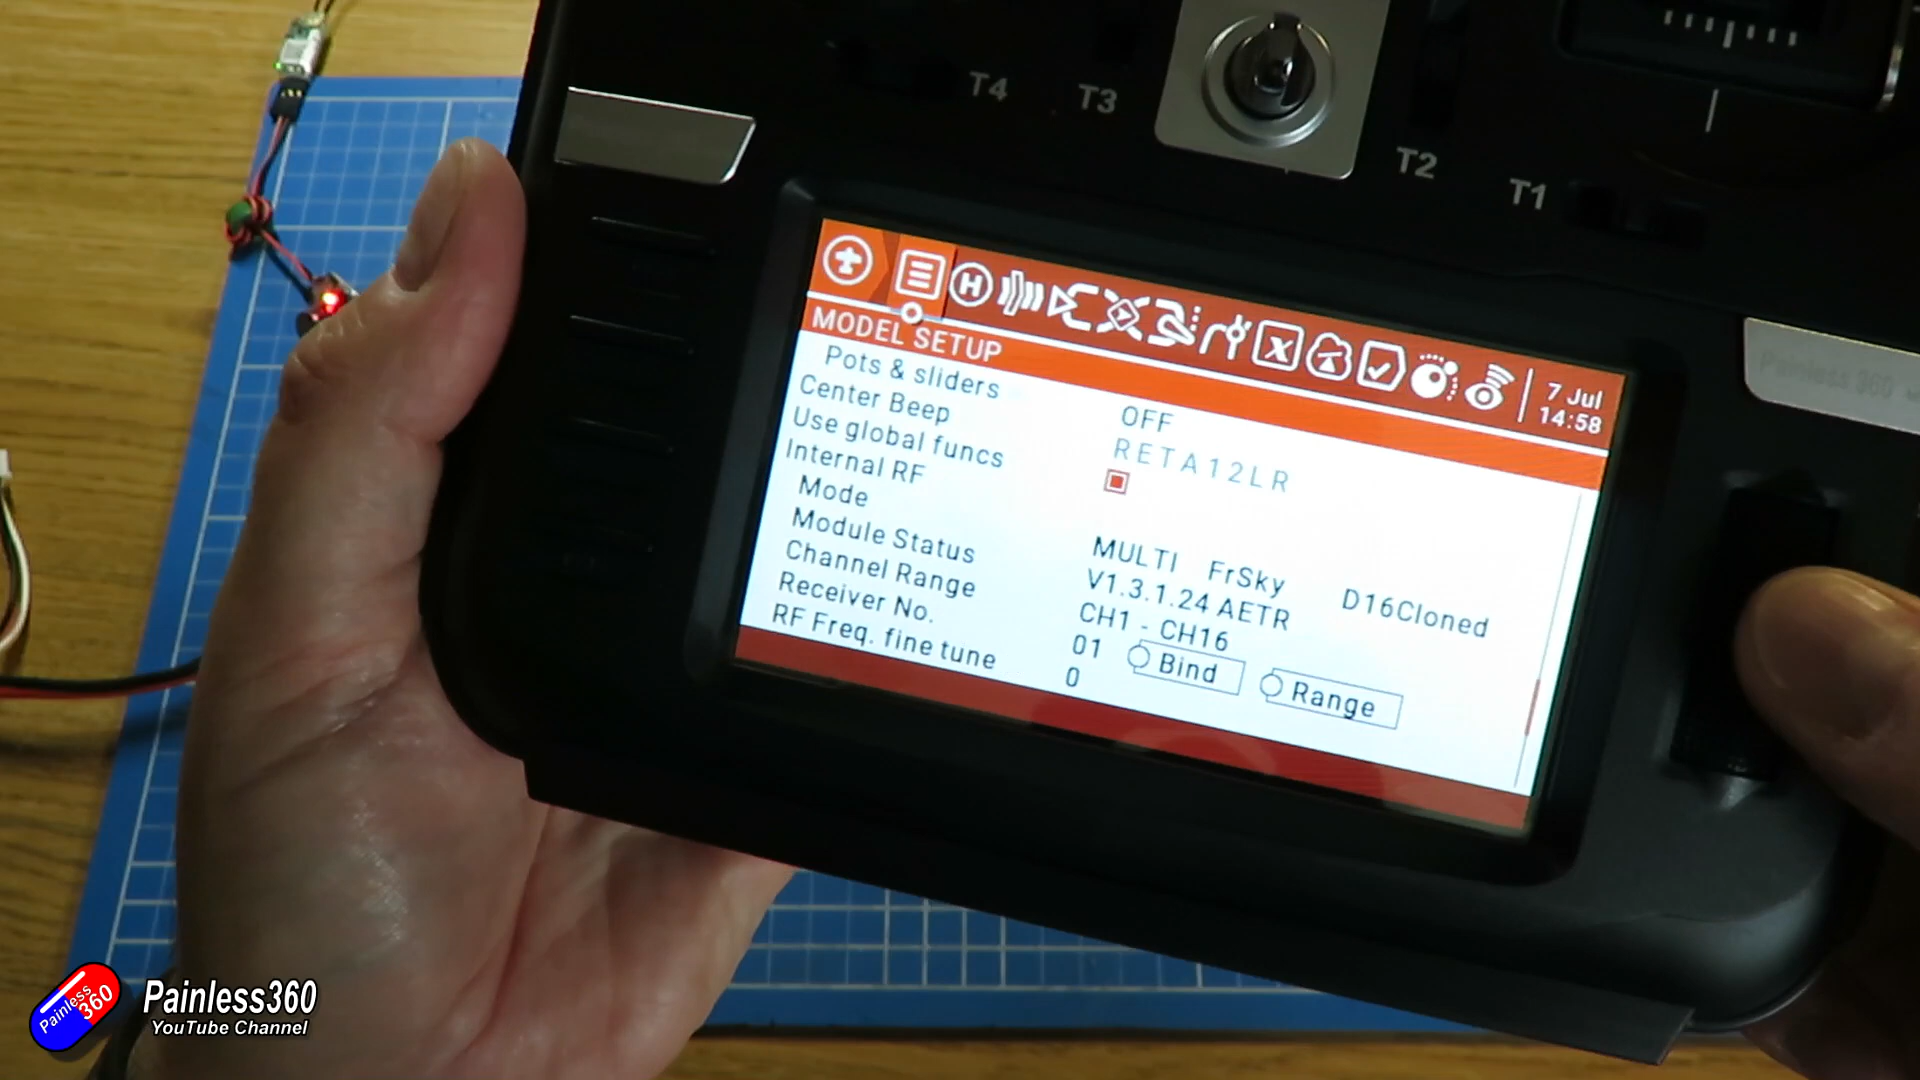 T4 T3
T2 T1
Painless 360
7 Jul
14:58
MODEL SETUP
Pots & sliders OFF
Center Beep RETA12LR
Use global funcs
Internal RF
Mode MULTI FrSky D16Cloned
Module Status V1.3.1.24 AETR
Channel Range CH1 - CH16
Receiver No. 01 Bind Range
RF Freq. fine tune 0
Painless 360
Painless360
YouTube Channel